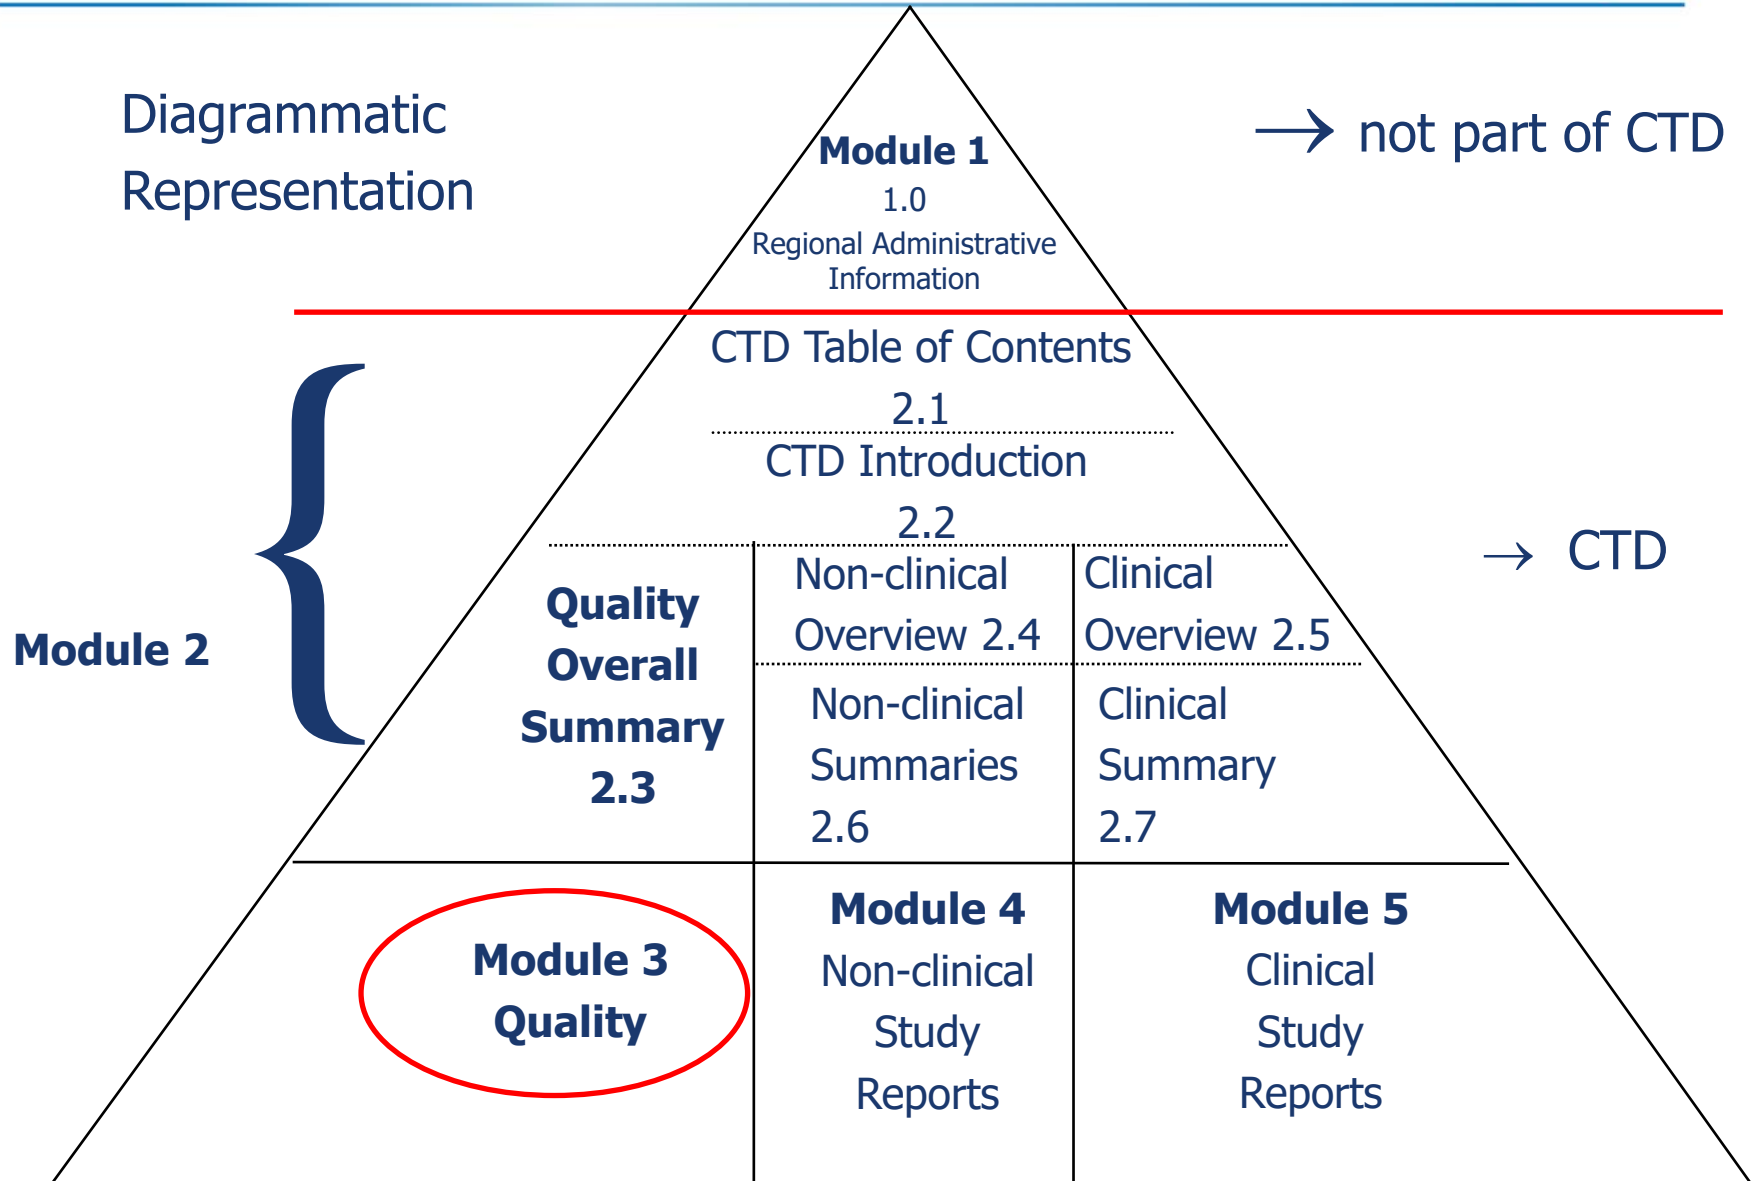 Diagrammatic
Representation
Module 1
1.0
Regional Administrative
Information
→ not part of CTD
CTD Table of Contents
2.1
CTD Introduction
2.2
→ CTD
Module 2
Quality
Overall
Summary
2.3
Non-clinical
Overview 2.4
Clinical
Overview 2.5
Non-clinical
Summaries
2.6
Clinical
Summary
2.7
Module 3
Quality
Module 4
Non-clinical
Study
Reports
Module 5
Clinical
Study
Reports